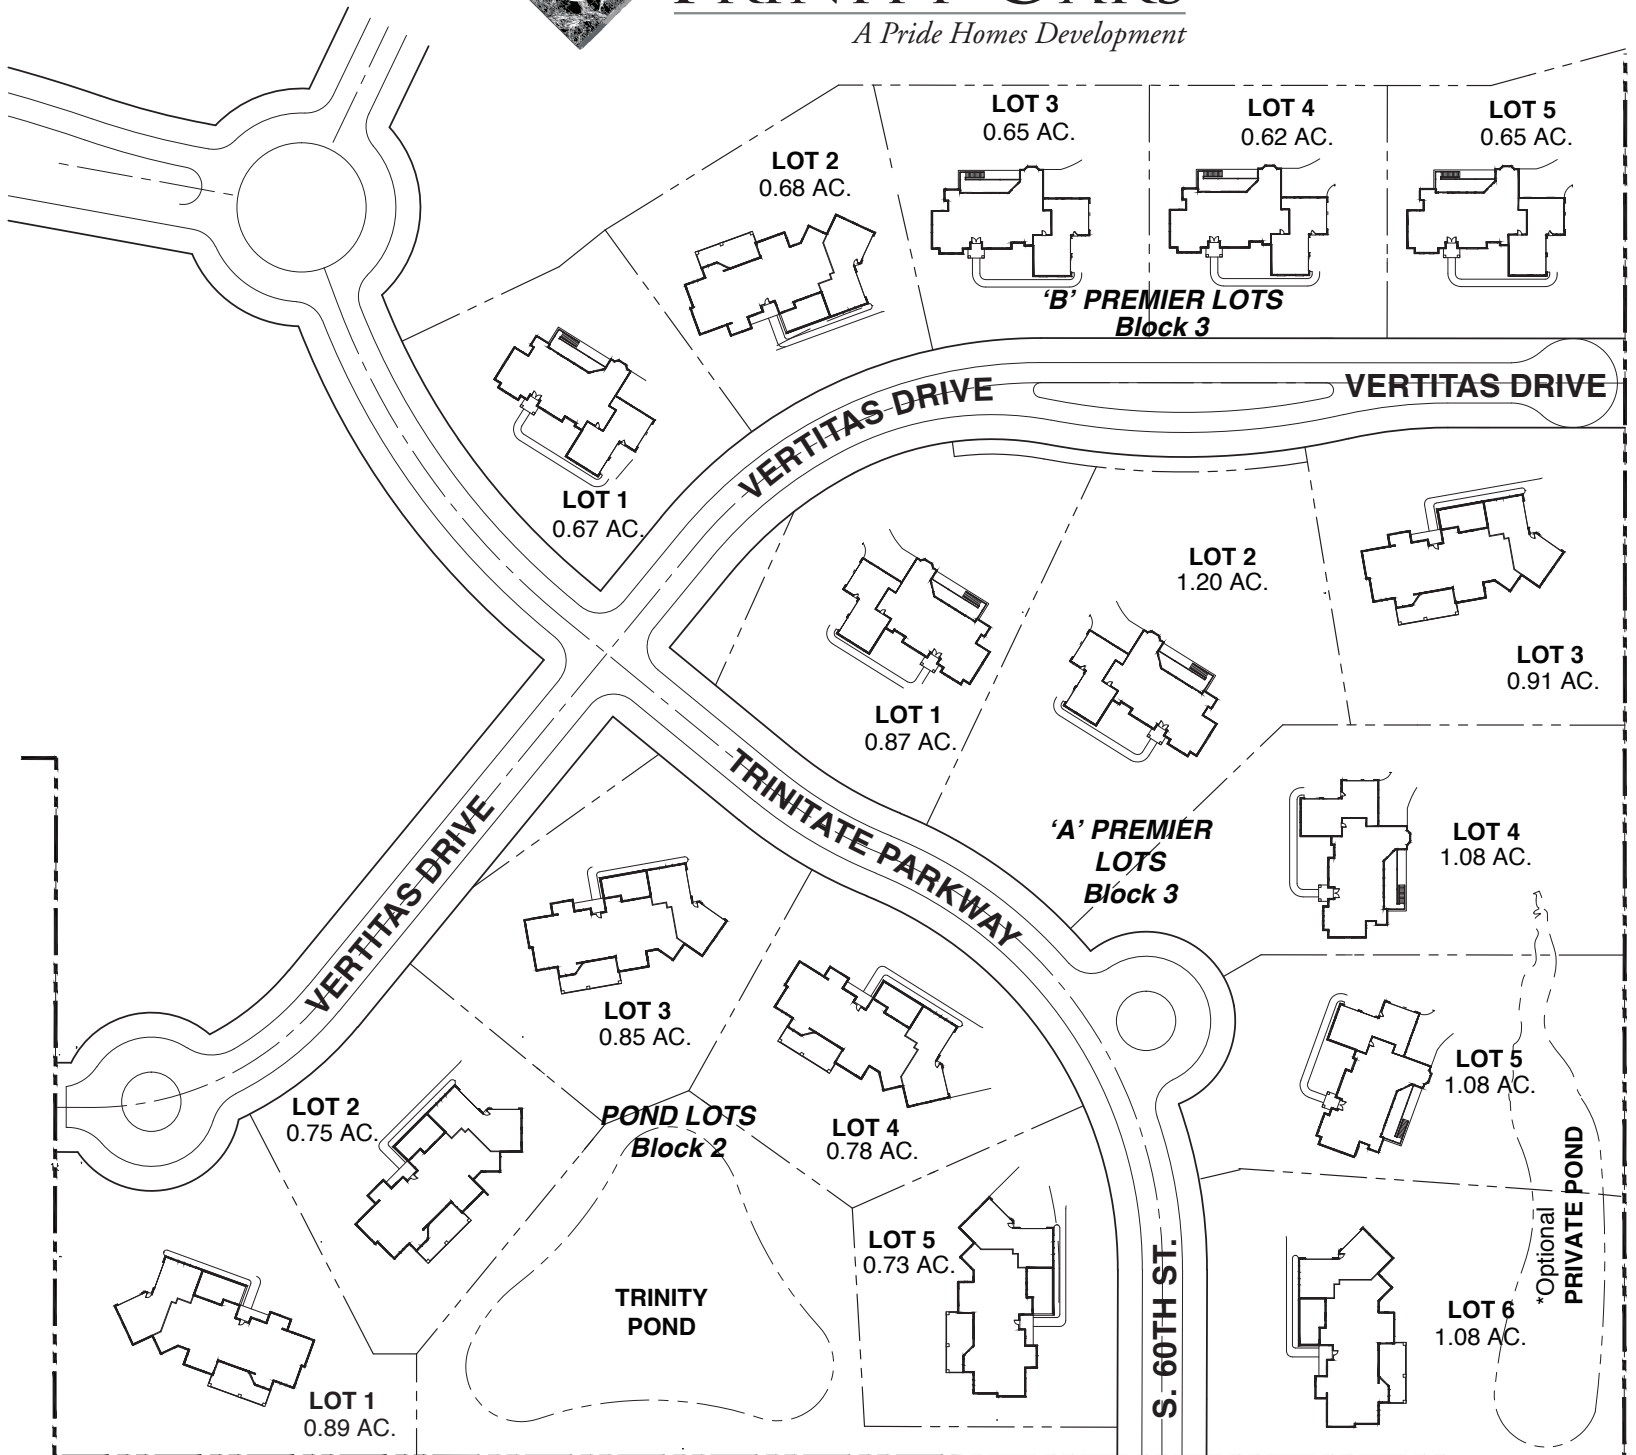 A Pride Homes Development
LOT 3
0.65 AC.
LOT 4
0.62 AC.
LOT 5
0.65 AC.
LOT 2
0.68 AC.
‘B’ PREMIER LOTS
Block 3
VERTITAS DRIVE
VERTITAS DRIVE
LOT 1
0.67 AC.
LOT 2
1.20 AC.
LOT 3
0.91 AC.
LOT 1
0.87 AC.
TRINITATE PARKWAY
‘A’ PREMIER
LOTS
Block 3
LOT 4
1.08 AC.
VERTITAS DRIVE
LOT 3
0.85 AC.
LOT 5
1.08 AC.
LOT 2
0.75 AC.
POND LOTS
Block 2
LOT 4
0.78 AC.
LOT 5
0.73 AC.
S. 60TH ST.
*Optional
PRIVATE POND
TRINITY
POND
LOT 6
1.08 AC.
LOT 1
0.89 AC.